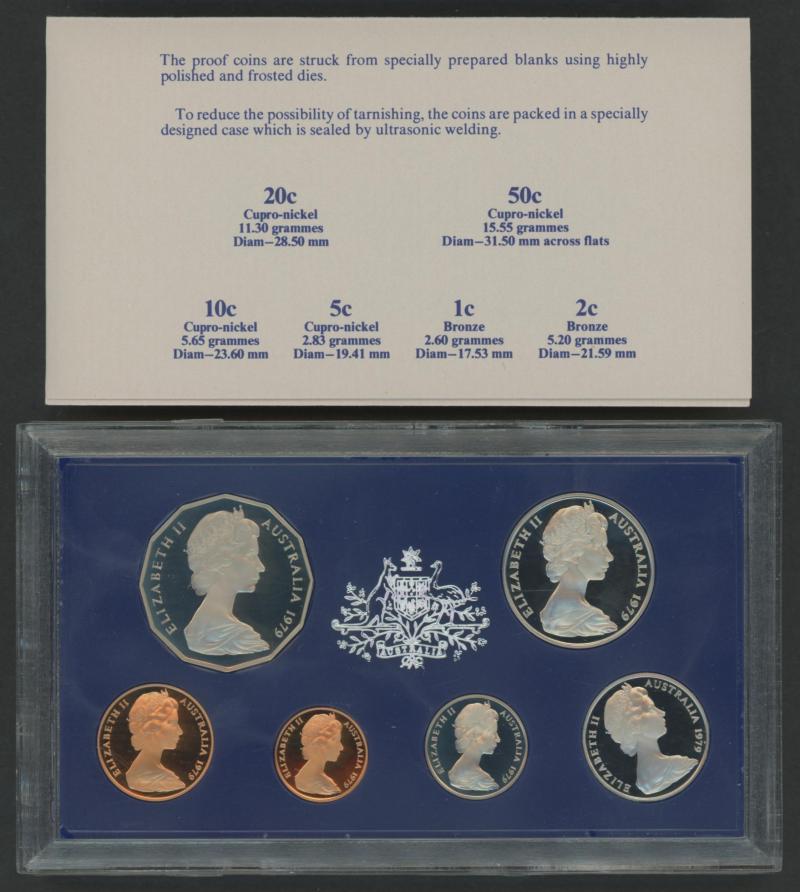 The proof coins are struck from specially prepared blanks using highly
polished and frosted dies.
To reduce the possibility of tarnishing, the coins are packed in a specially
designed case which is sealed by ultrasonic welding.
20c
Cupro-nickel
11.30 grammes
Diam—28.50 mm
50c
Cupro-nickel
15.55 grammes
Diam—31.50 mm across flats
10c
Cupro-nickel
5.65 grammes
Diam—23.60 mm
5c
Cupro-nickel
2.83 grammes
Diam—19.41 mm
1c
Bronze
2.60 grammes
Diam—17.53 mm
2c
Bronze
5.20 grammes
Diam—21.59 mm
ELIZABETH II AUSTRALIA 1979
AUSTRALIA
ELIZABETH II AUSTRALIA 1979
ELIZABETH II AUSTRALIA 1979
ELIZABETH II AUSTRALIA 1979
ELIZABETH II AUSTRALIA 1979
ELIZABETH II AUSTRALIA 1979